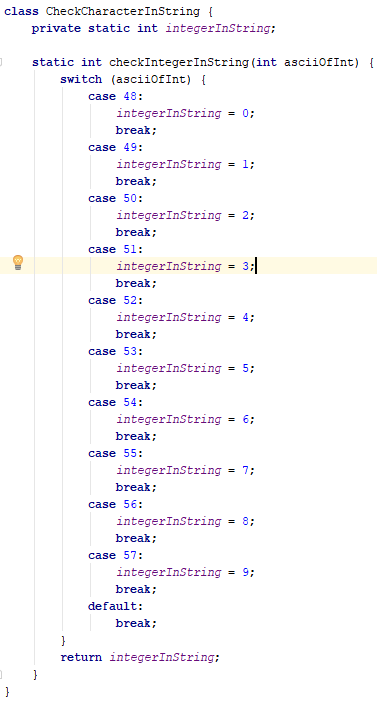 class CheckCharacterInString {
    private static int integerInString;

    static int checkIntegerInString(int asciiOfInt) {
        switch (asciiOfInt) {
            case 48:
                integerInString = 0;
                break;
            case 49:
                integerInString = 1;
                break;
            case 50:
                integerInString = 2;
                break;
            case 51:
                integerInString = 3;
                break;
            case 52:
                integerInString = 4;
                break;
            case 53:
                integerInString = 5;
                break;
            case 54:
                integerInString = 6;
                break;
            case 55:
                integerInString = 7;
                break;
            case 56:
                integerInString = 8;
                break;
            case 57:
                integerInString = 9;
                break;
            default:
                break;
        }
        return integerInString;
    }
}